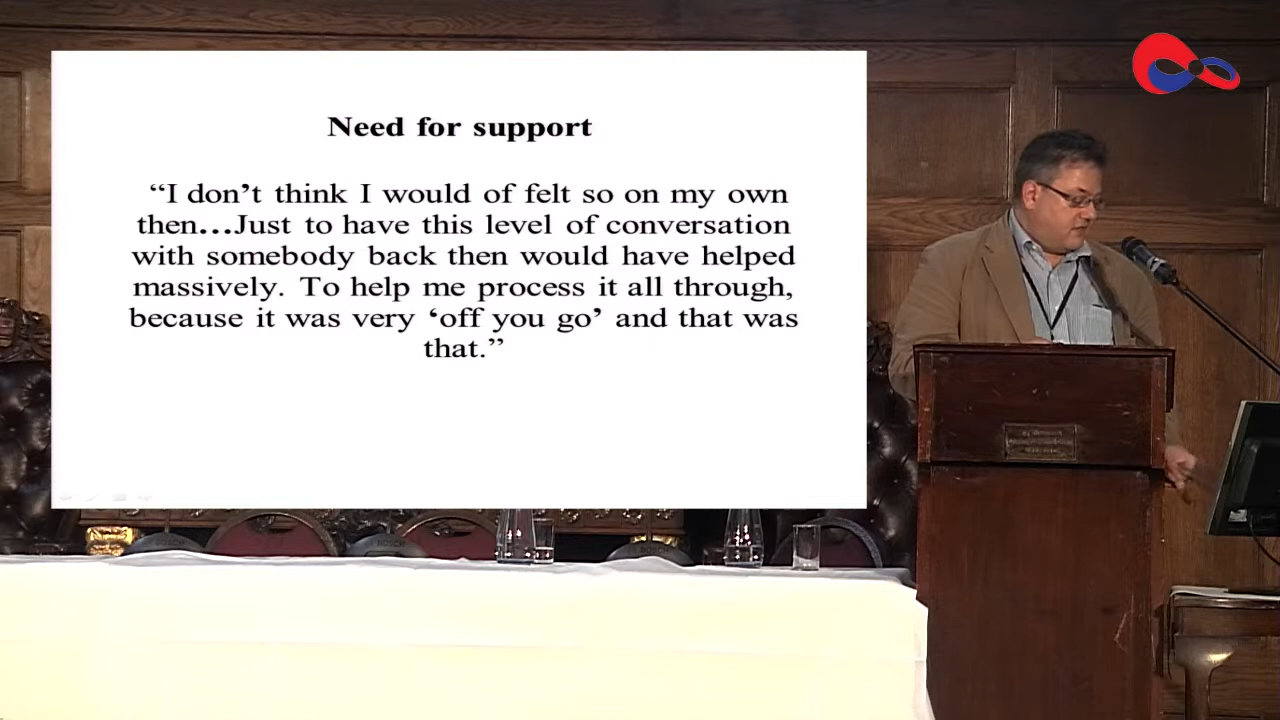 Need for support
“I don’t think I would of felt so on my own
then...Just to have this level of conversation
with somebody back then would have helped
massively. To help me process it all through,
because it was very ‘off you go’ and that was
that.”